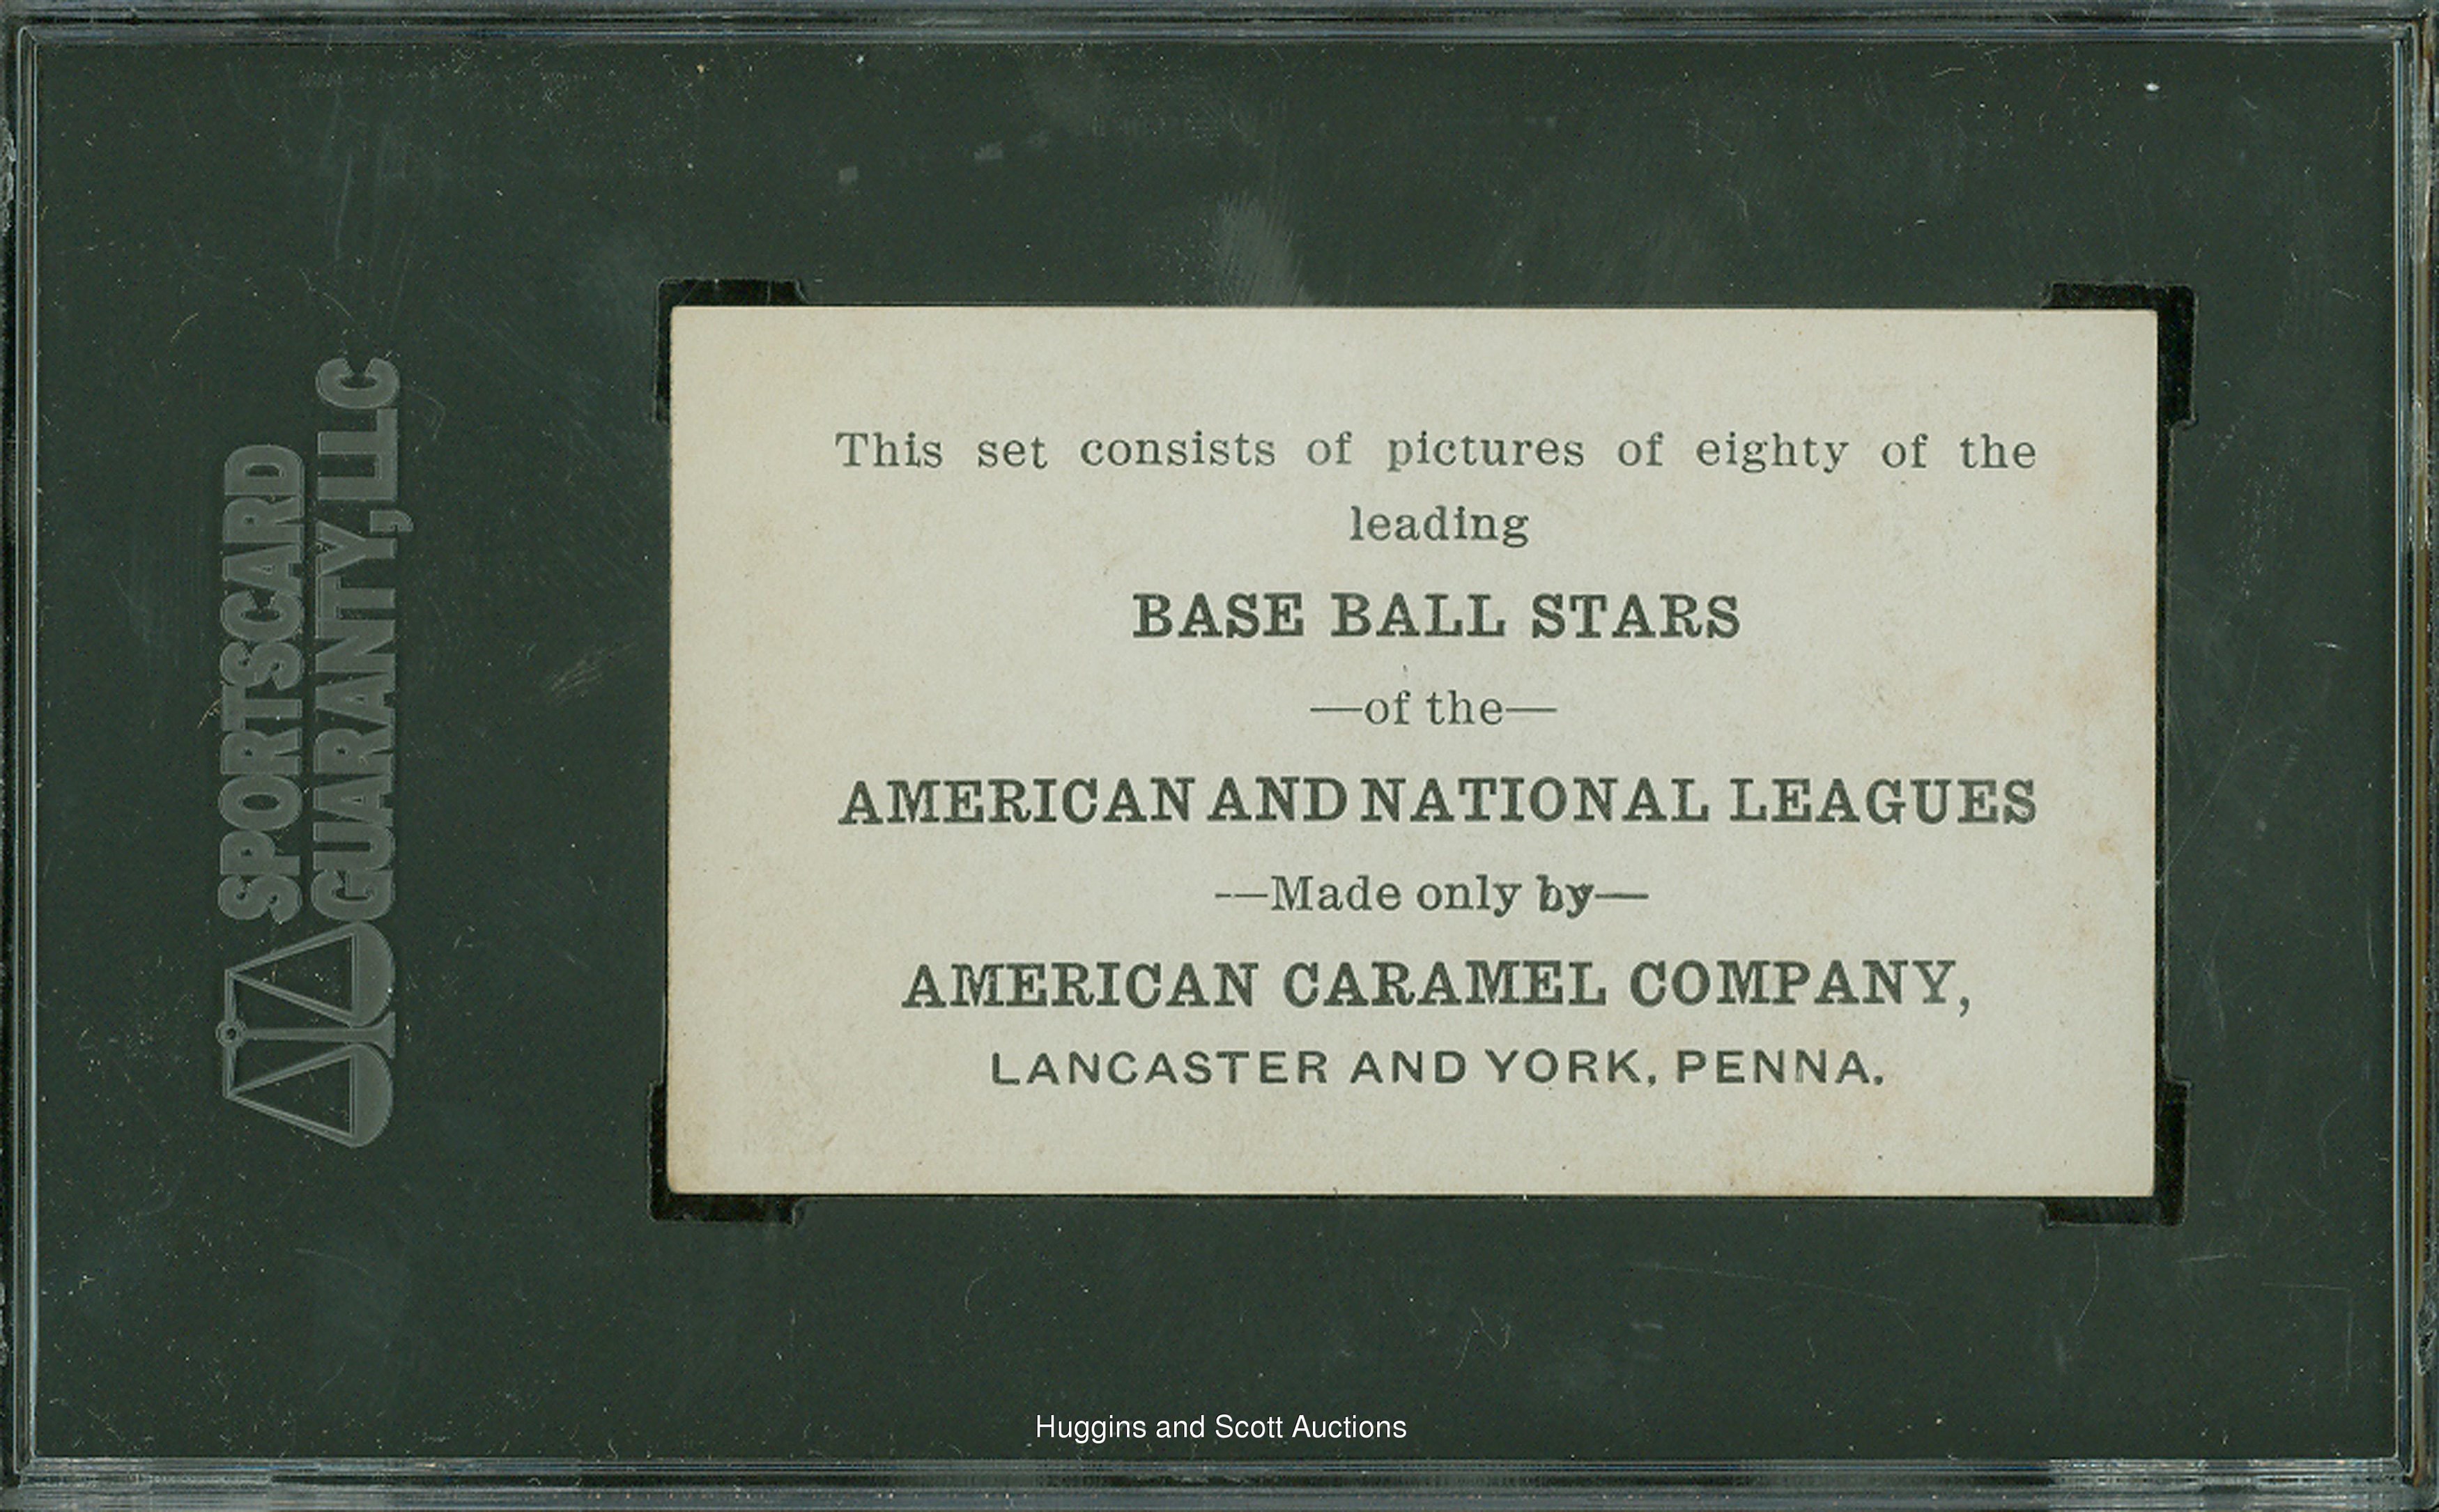 SPORTSCARD
GUARANTY, LLC
This set consists of pictures of eighty of the
leading
BASE BALL STARS
—of the—
AMERICAN AND NATIONAL LEAGUES
—Made only by—
AMERICAN CARAMEL COMPANY,
LANCASTER AND YORK, PENNA.
Huggins and Scott Auctions